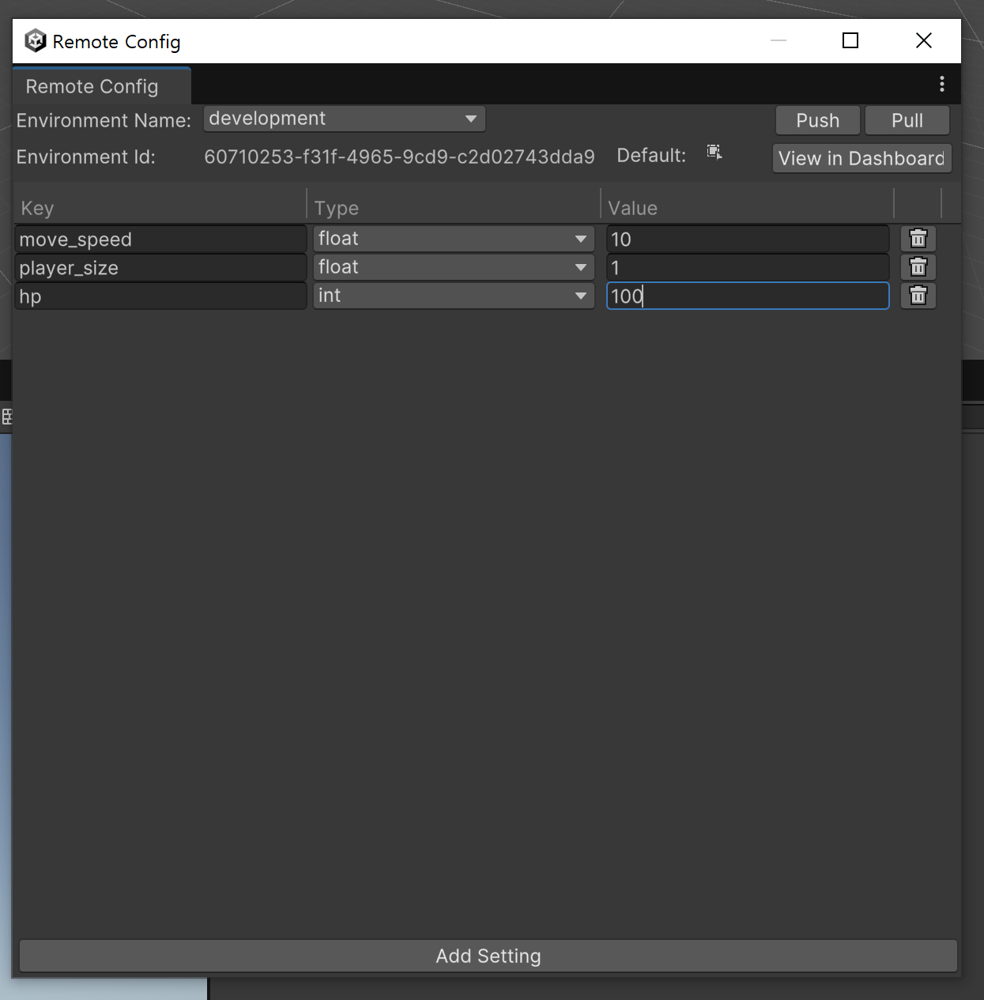 Remote Config
Remote Config
Environment Name: development Push Pull
Environment Id: 60710253-f31f-4965-9cd9-c2d02743dda9 Default: View in Dashboard
Key Type Value
move_speed float 10
player_size float 1
hp int 100
Add Setting